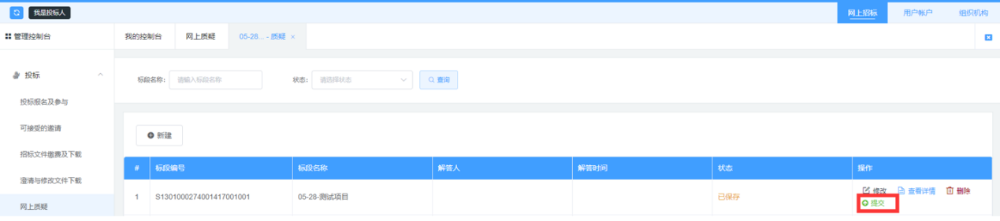 我是投标人 网上招标 用户帐户 组织机构
管理控制台 我的控制台 网上质疑 05-28... - 质疑 ×
投标
标段名称: 请输入标段名称 状态: 请选择状态 查询
投标报名及参与
可接受的邀请
新建
招标文件缴费及下载
# 标段编号 标段名称 解答人 解答时间 状态 操作
澄清与修改文件下载
1 S1301000274001417001001 05-28-测试项目 已保存 修改 查看详情 删除
提交
网上质疑